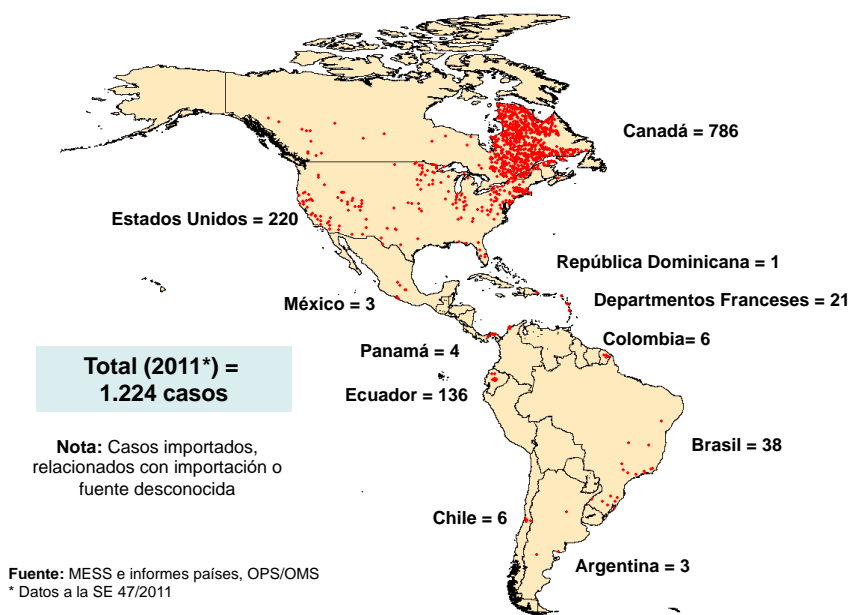 Canadá = 786
Estados Unidos = 220
República Dominicana = 1
México = 3
Departmentos Franceses = 21
Panamá = 4
Colombia= 6
Total (2011*) =
1.224 casos
Ecuador = 136
Nota: Casos importados,
relacionados con importación o
fuente desconocida
Brasil = 38
Chile = 6
Argentina = 3
Fuente: MESS e informes países, OPS/OMS
* Datos a la SE 47/2011